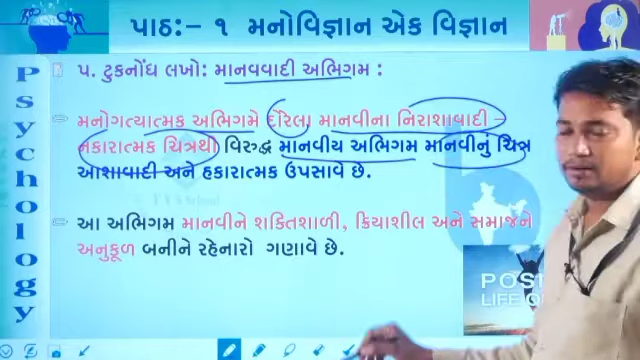 પાઠ:– ૧ મનોવિજ્ઞાન એક વિજ્ઞાન
Psychology
૫. ટુકનોંધ લખો: માનવવાદી અભિગમ :
મનોગત્યાત્મક અભિગમે દૌરેલા માનવીના નિરાશાવાદી –
નકારાત્મક ચિત્રથી વિરુદ્ધ માનવીય અભિગમ માનવીનું ચિત્ર
આશાવાદી અને હકારાત્મક ઉપસાવે છે.
આ અભિગમ માનવીને શક્તિશાળી, ક્રિયાશીલ અને સમાજને
અનુકૂળ બનીને રહેનારો ગણાવે છે.
LIFE